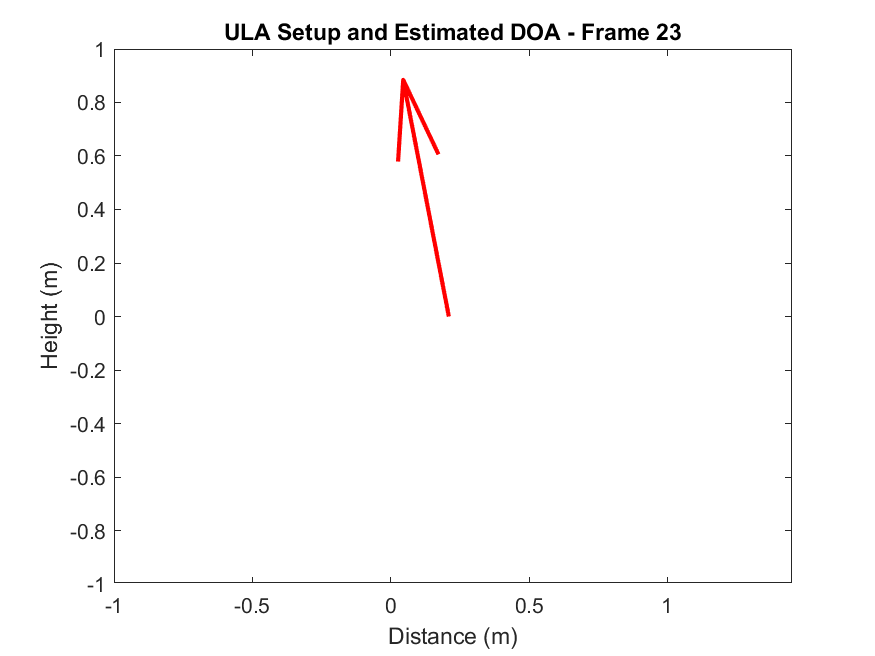 ULA Setup and Estimated DOA - Frame 23
1
0.8
0.6
0.4
0.2
0
-0.2
-0.4
-0.6
-0.8
-1
Height (m)
-1 -0.5 0 0.5 1
Distance (m)